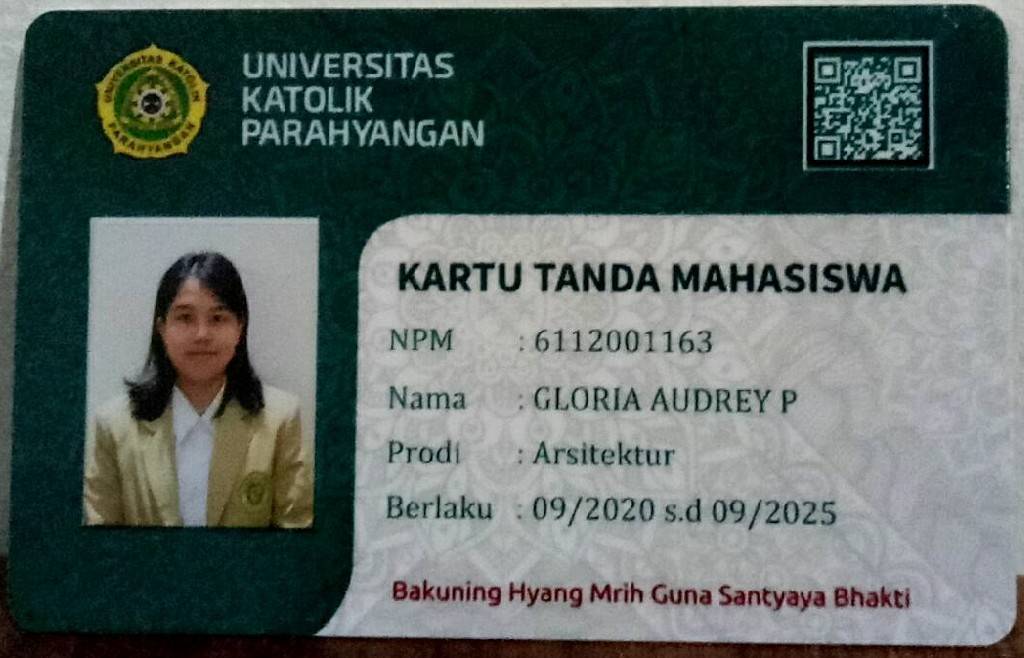 UNIVERSITAS KATOLIK
PARAHYANGAN
UNIVERSITAS
KATOLIK
PARAHYANGAN
KARTU TANDA MAHASISWA
NPM : 6112001163
Nama : GLORIA AUDREY P
Prodi : Arsitektur
Berlaku : 09/2020 s.d 09/2025
Bakuning Hyang Mrih Guna Santyaya Bhakti